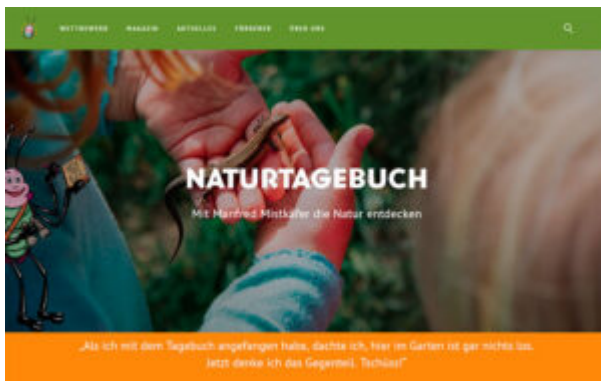 WETTBEWERB MAGAZIN AKTUELLES FÖRDERER ÜBER UNS
NATURTAGEBUCH
Mit Manfred Mistkäfer die Natur entdecken
„Als ich mit dem Tagebuch angefangen habe, dachte ich, hier im Garten ist gar nichts los.
Jetzt denke ich das Gegenteil. Tschüss!"